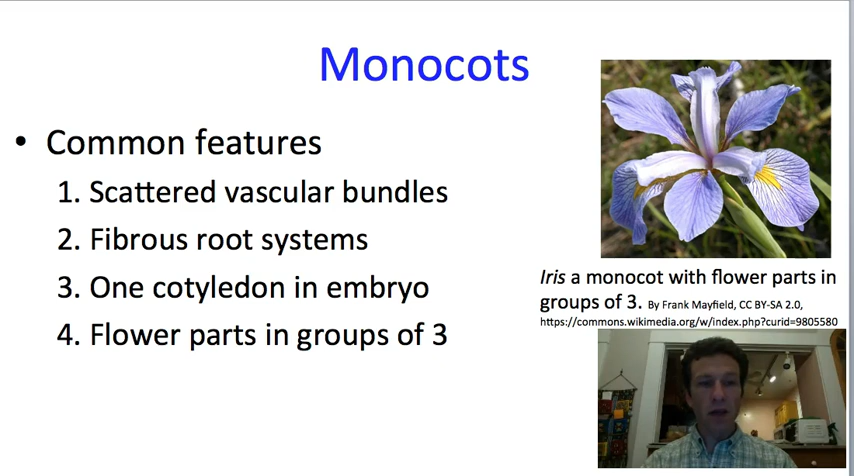 Monocots
• Common features
1. Scattered vascular bundles
2. Fibrous root systems
3. One cotyledon in embryo
4. Flower parts in groups of 3
Iris a monocot with flower parts in
groups of 3. By Frank Mayfield, CC BY-SA 2.0,
https://commons.wikimedia.org/w/index.php?curid=9805580